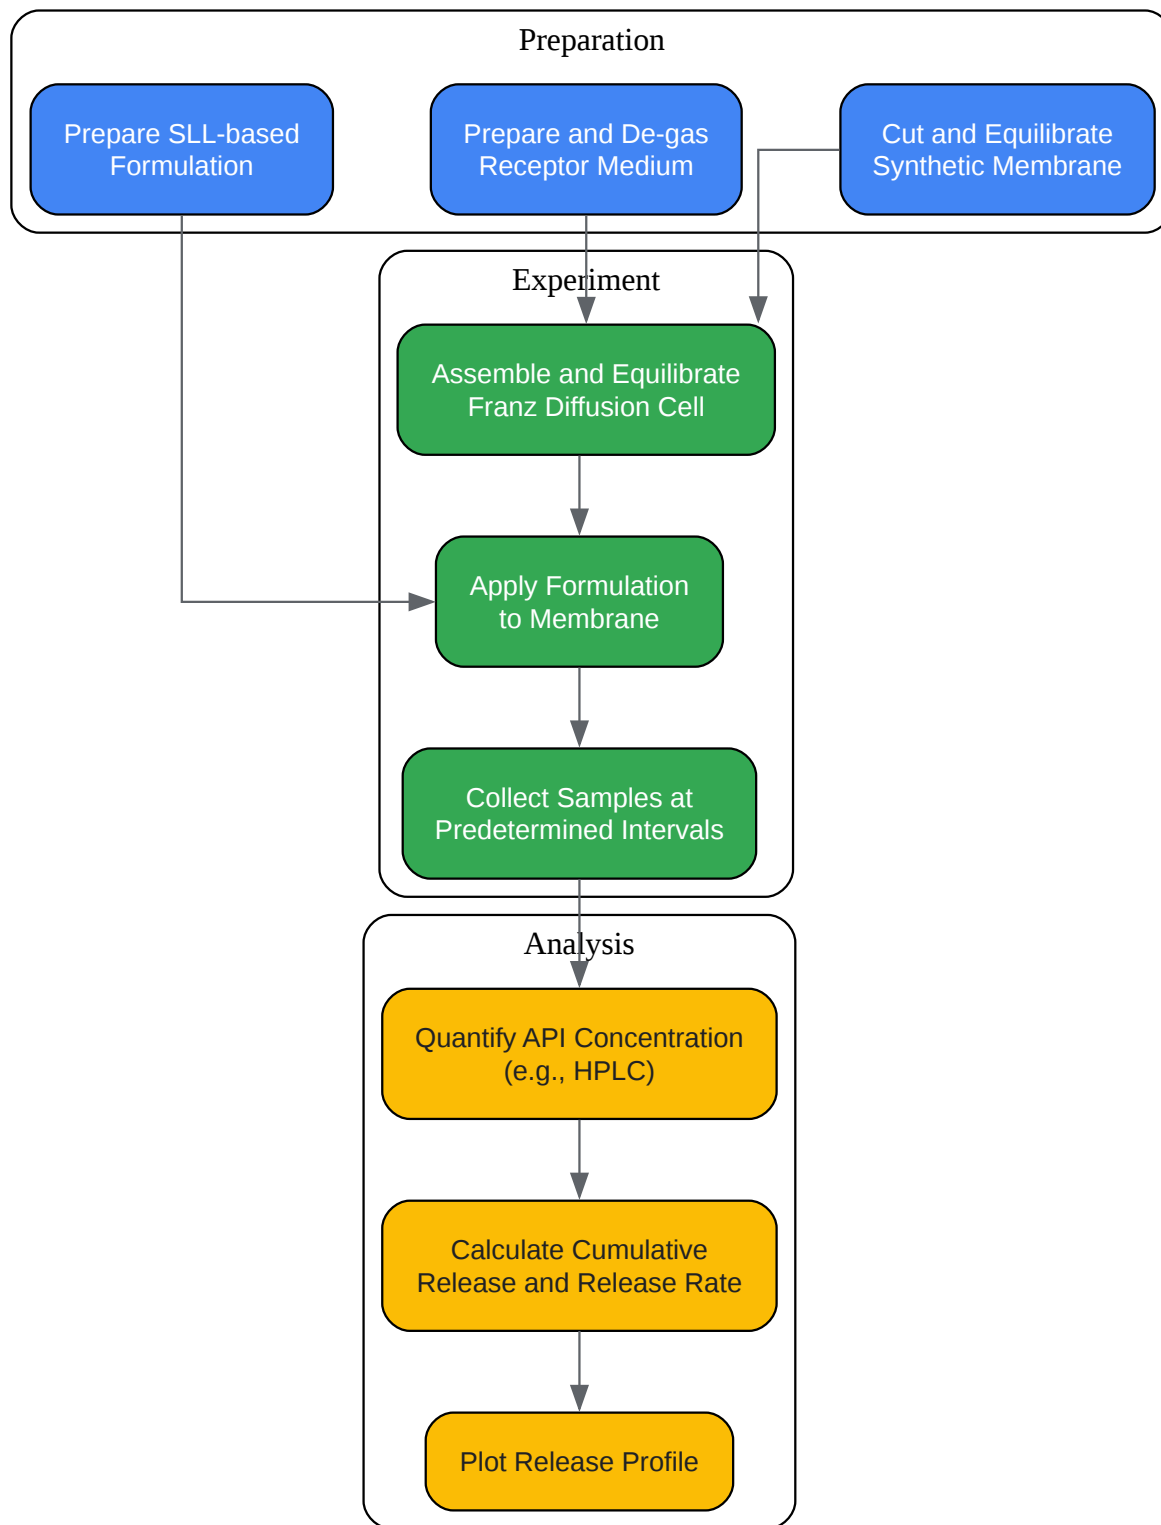 Preparation
Prepare SLL-based
Formulation
Prepare and De-gas
Receptor Medium
Cut and Equilibrate
Synthetic Membrane
Experiment
Assemble and Equilibrate
Franz Diffusion Cell
Apply Formulation
to Membrane
Collect Samples at
Predetermined Intervals
Analysis
Quantify API Concentration
(e.g., HPLC)
Calculate Cumulative
Release and Release Rate
Plot Release Profile